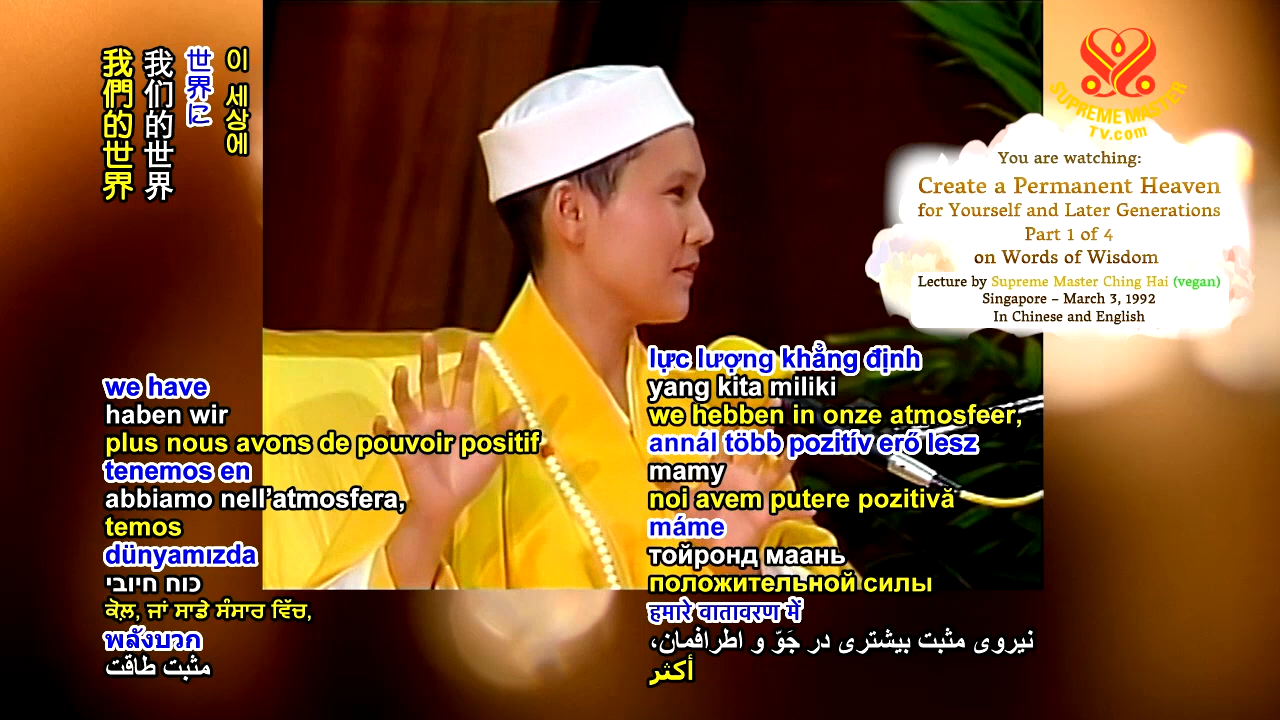 我們的世界
我们的世界
世界に
이 세상에
SUPREME MASTER
TV.com
You are watching:
Create a Permanent Heaven
for Yourself and Later Generations
Part 1 of 4
on Words of Wisdom
Lecture by Supreme Master Ching Hai (vegan)
Singapore – March 3, 1992
In Chinese and English
we have
haben wir
plus nous avons de pouvoir positif
tenemos en
abbiamo nell'atmosfera,
temos
dünyamızda
כוח חיובי
ਕੋਲ, ਜਾਂ ਸਾਡੇ ਸੰਸਾਰ ਵਿੱਚ,
พลังบวก
مثبت طاقت
lực lượng khẳng định
yang kita miliki
we hebben in onze atmosfeer,
annál több pozitív erő lesz
mamy
noi avem putere pozitivă
máme
тойронд маань
положительной силы
हमारे वातावरण में
نیروی مثبت بیشتری در جَوّ و اطرافمان،
أكثر